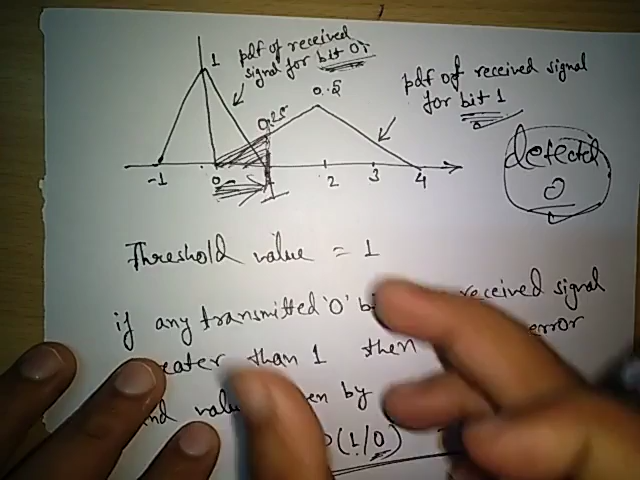 1
pdf of received
signal for bit 0
0.5
pdf of received signal
for bit 1
0.25
detected
0
-1 0 1 2 3 4
Threshold value = 1
if any transmitted '0' received signal
than 1 then error
by
(1/0)